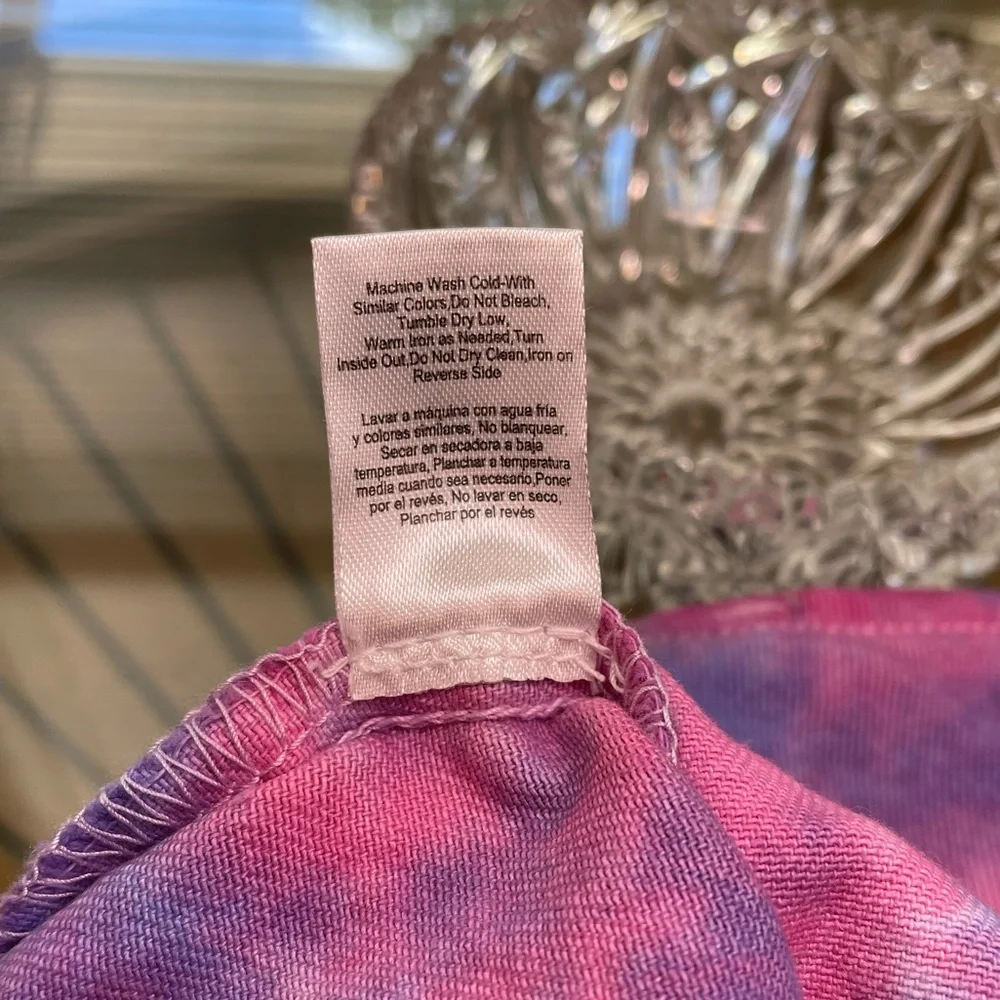 Machine Wash Cold-With
Similar Colors,Do Not Bleach,
Tumble Dry Low,
Warm Iron as Needed,Turn
Inside Out,Do Not Dry Clean,Iron on
Reverse Side
Lavar a máquina con agua fría
y colores similares, No blanquear,
Secar en secadora a baja
temperatura, Planchar a temperatura
media cuando sea necesario,Poner
por el revés, No lavar en seco,
Planchar por el revés